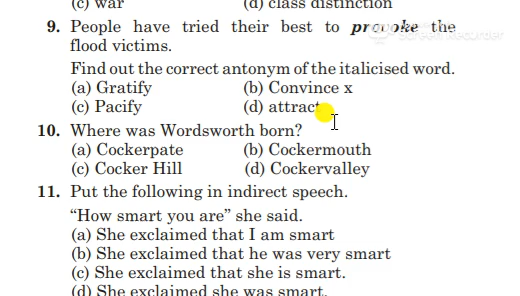 (c) war (d) class distinction
9. People have tried their best to provoke the
flood victims.
Find out the correct antonym of the italicised word.
(a) Gratify (b) Convince x
(c) Pacify (d) attract
10. Where was Wordsworth born?
(a) Cockerpate (b) Cockermouth
(c) Cocker Hill (d) Cockervalley
11. Put the following in indirect speech.
“How smart you are” she said.
(a) She exclaimed that I am smart
(b) She exclaimed that he was very smart
(c) She exclaimed that she is smart.
(d) She exclaimed she was smart.